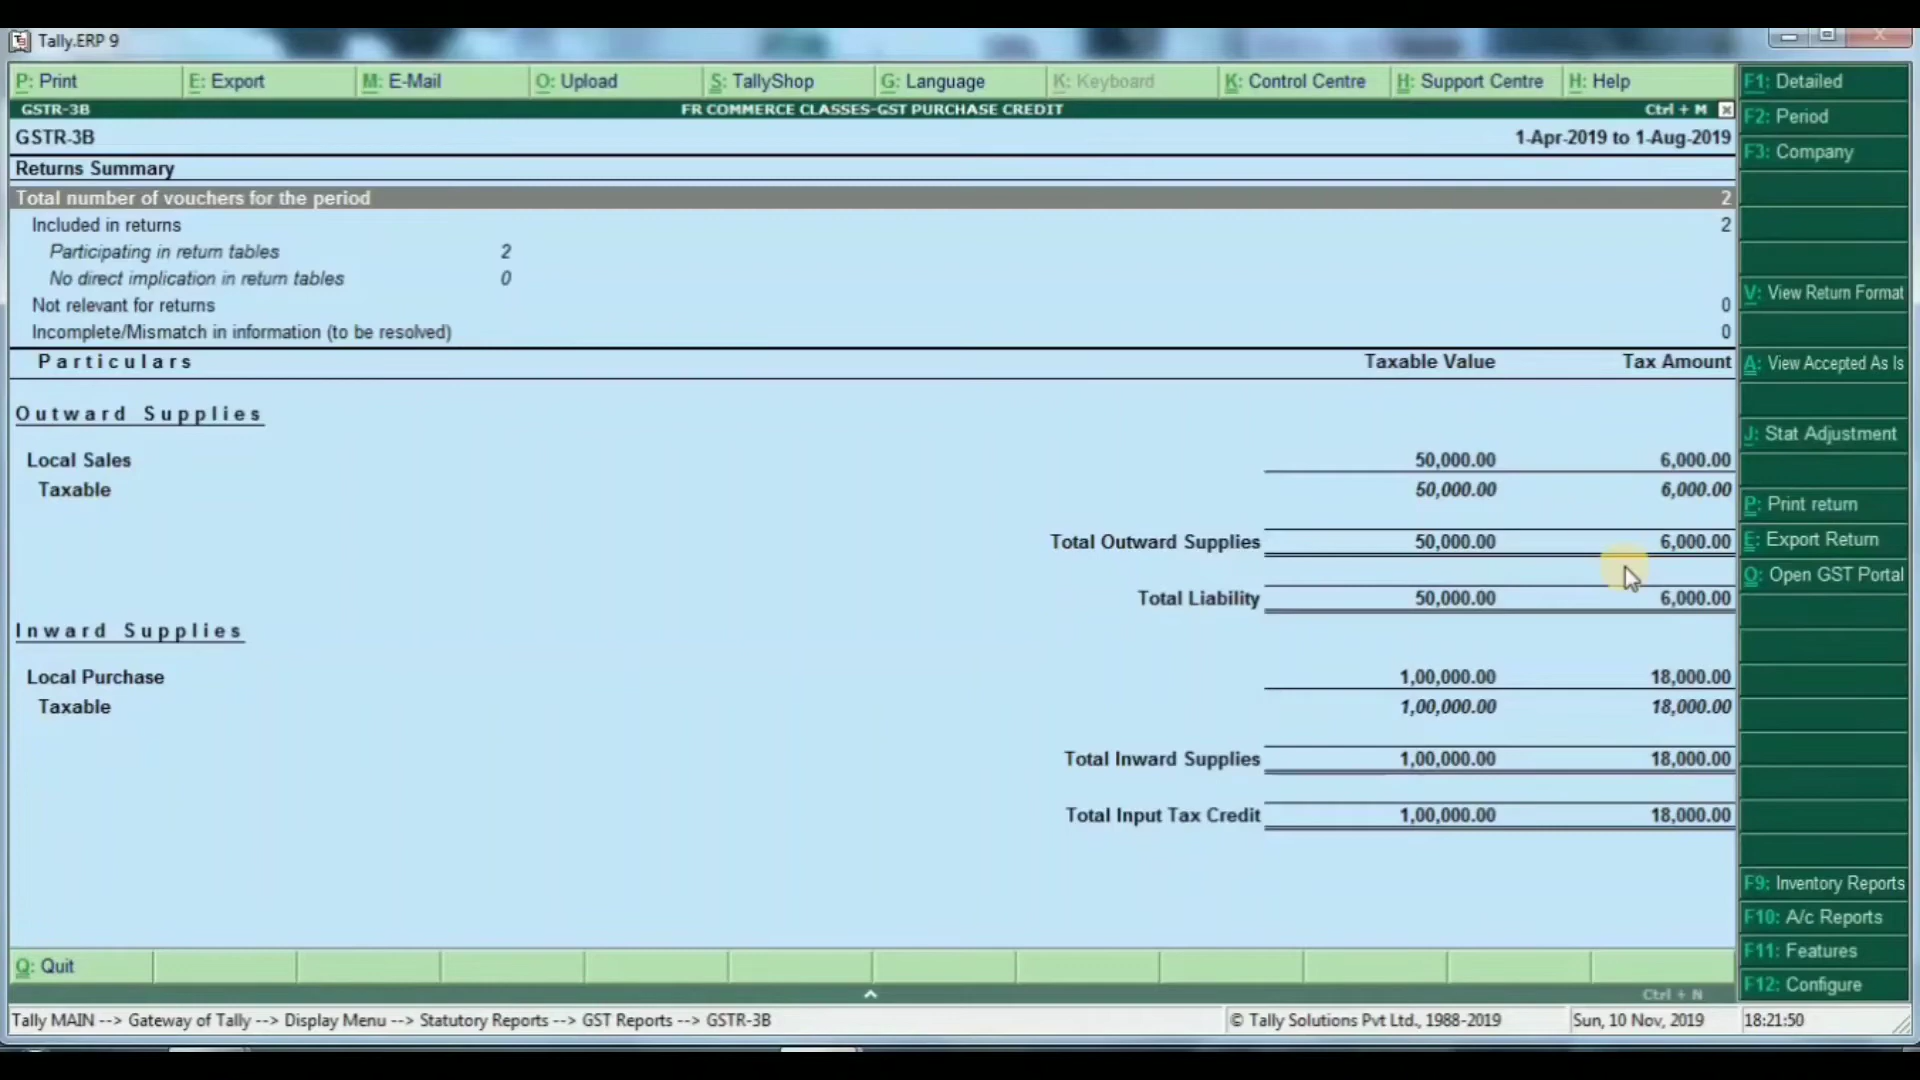 Tally.ERP 9
P: Print E: Export M: E-Mail O: Upload S: TallyShop G: Language K: Keyboard K: Control Centre H: Support Centre H: Help
GSTR-3B FR COMMERCE CLASSES-GST PURCHASE CREDIT Ctrl + M
GSTR-3B 1-Apr-2019 to 1-Aug-2019
Returns Summary
Total number of vouchers for the period 2
Included in returns 2
Participating in return tables 2
No direct implication in return tables 0
Not relevant for returns 0
Incomplete/Mismatch in information (to be resolved) 0
Particulars Taxable Value Tax Amount
Outward Supplies
Local Sales 50,000.00 6,000.00
Taxable 50,000.00 6,000.00
Total Outward Supplies 50,000.00 6,000.00
Total Liability 50,000.00 6,000.00
Inward Supplies
Local Purchase 1,00,000.00 18,000.00
Taxable 1,00,000.00 18,000.00
Total Inward Supplies 1,00,000.00 18,000.00
Total Input Tax Credit 1,00,000.00 18,000.00
F1: Detailed
F2: Period
F3: Company
V: View Return Format
A: View Accepted As Is
J: Stat Adjustment
P: Print return
E: Export Return
O: Open GST Portal
F9: Inventory Reports
F10: A/c Reports
F11: Features
F12: Configure
Q: Quit
Ctrl + N
Tally MAIN --> Gateway of Tally --> Display Menu --> Statutory Reports --> GST Reports --> GSTR-3B © Tally Solutions Pvt Ltd., 1988-2019 Sun, 10 Nov, 2019 18:21:50